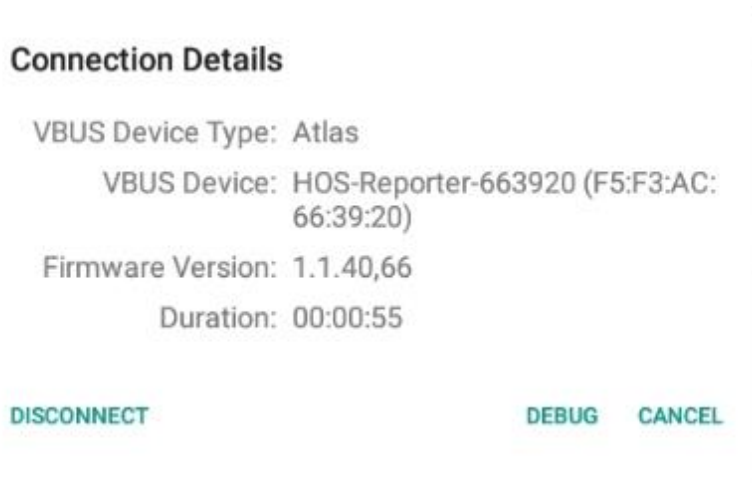 Connection Details
VBUS Device Type: Atlas
VBUS Device: HOS-Reporter-663920 (F5:F3:AC:
66:39:20)
Firmware Version: 1.1.40,66
Duration: 00:00:55
DISCONNECT DEBUG CANCEL